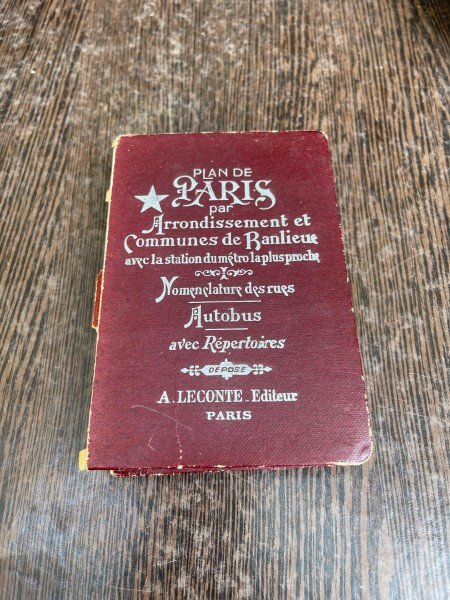 PLAN DE
PARIS
par
Arrondissement et
Communes de Banlieue
avec la station du métro la plus proche
Nomenclature des rues
Autobus
avec Répertoires
DÉPOSÉ
A. LECONTE - Editeur
PARIS